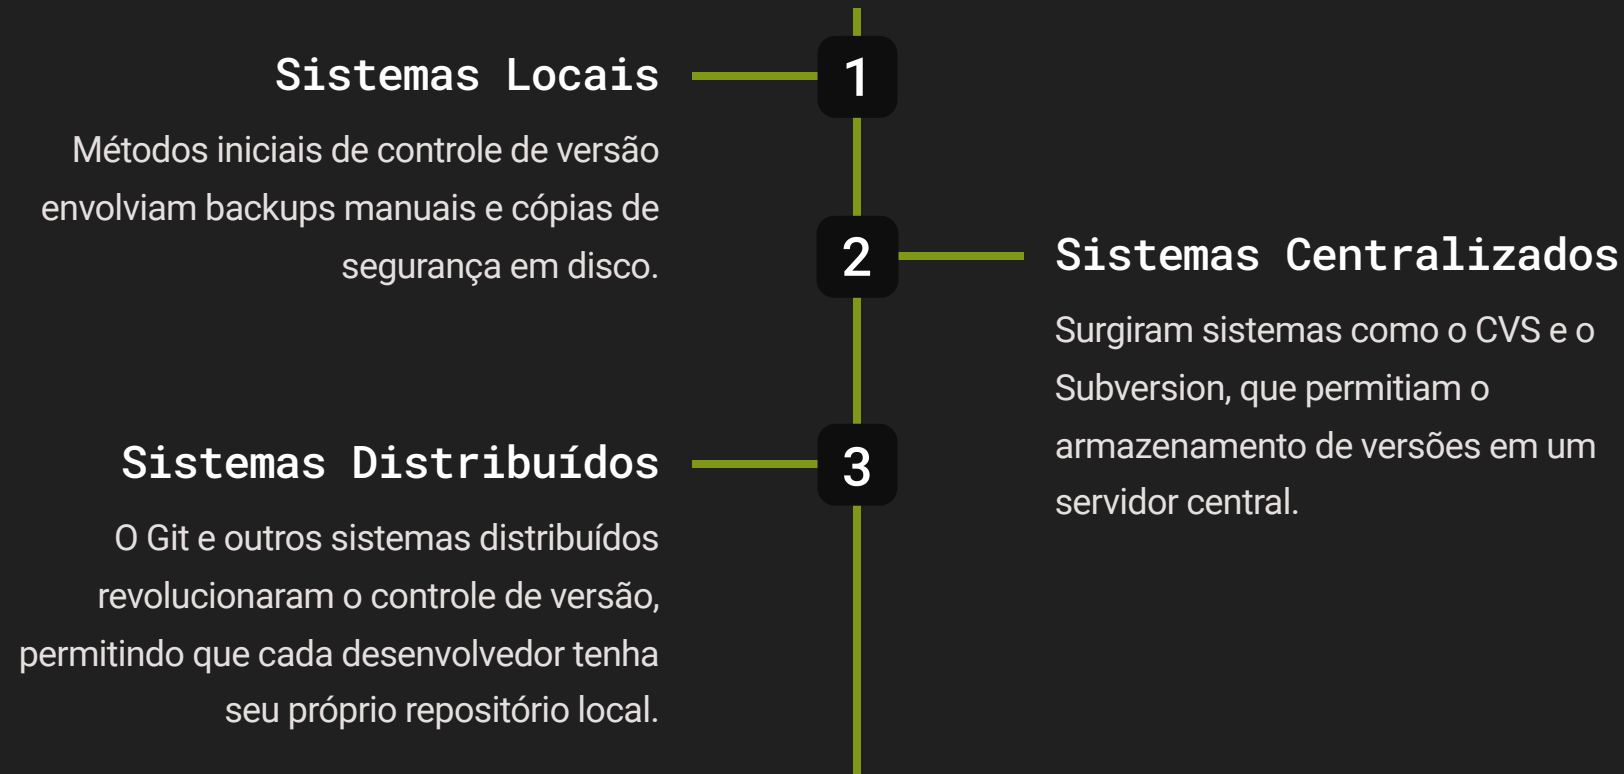 Sistemas Locais
1
Métodos iniciais de controle de versão
envolviam backups manuais e cópias de
segurança em disco.
2
Sistemas Centralizados
Surgiram sistemas como o CVS e o
Subversion, que permitiam o
armazenamento de versões em um
servidor central.
Sistemas Distribuídos
3
O Git e outros sistemas distribuídos
revolucionaram o controle de versão,
permitindo que cada desenvolvedor tenha
seu próprio repositório local.